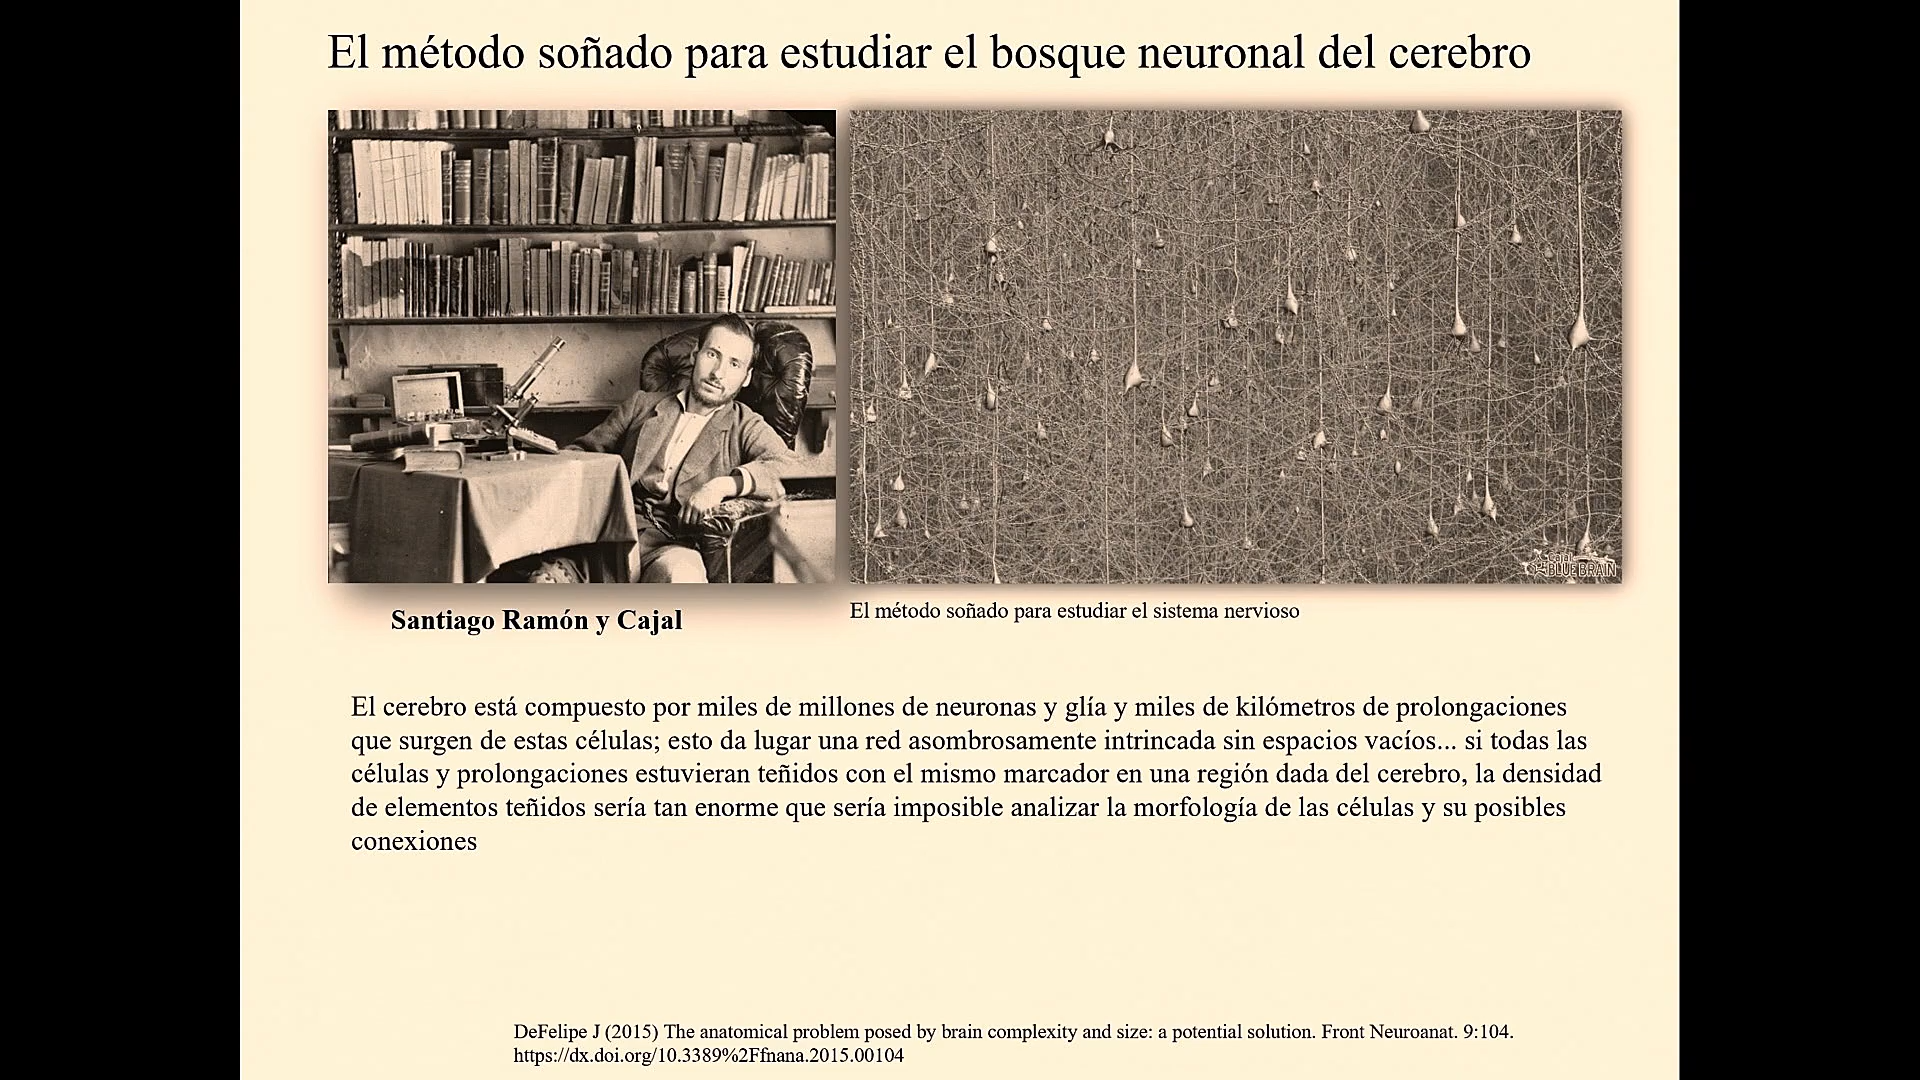 El método soñado para estudiar el bosque neuronal del cerebro
Cajal
BLUE BRAIN
Santiago Ramón y Cajal
El método soñado para estudiar el sistema nervioso
El cerebro está compuesto por miles de millones de neuronas y glía y miles de kilómetros de prolongaciones
que surgen de estas células; esto da lugar una red asombrosamente intrincada sin espacios vacíos... si todas las
células y prolongaciones estuvieran teñidos con el mismo marcador en una región dada del cerebro, la densidad
de elementos teñidos sería tan enorme que sería imposible analizar la morfología de las células y su posibles
conexiones
DeFelipe J (2015) The anatomical problem posed by brain complexity and size: a potential solution. Front Neuroanat. 9:104.
https://dx.doi.org/10.3389%2Ffnana.2015.00104